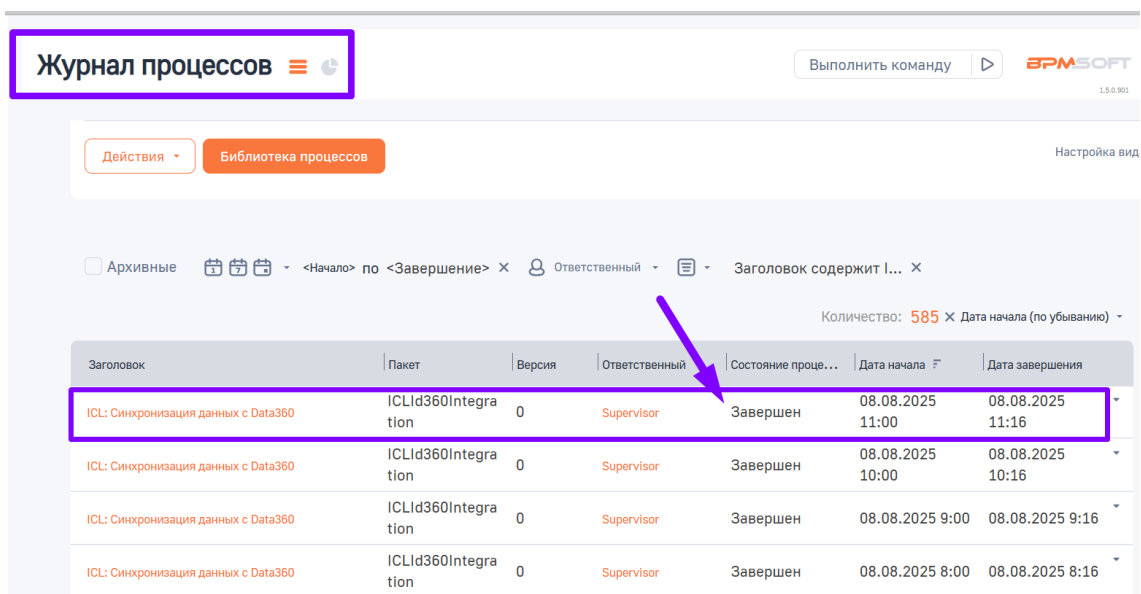 Журнал процессов
Выполнить команду
BPMSOFT
1.5.0.901
Действия
Библиотека процессов
Настройка вид
Архивные
1
7
<Начало> по <Завершение> ×
Ответственный
Заголовок содержит I... ×
Количество: 585 × Дата начала (по убыванию)
Заголовок Пакет Версия Ответственный Состояние проце... Дата начала Дата завершения
ICL: Синхронизация данных с Data360 ICLId360Integra 0 Supervisor Завершен 08.08.2025 08.08.2025
tion 11:00 11:16
ICL: Синхронизация данных с Data360 ICLId360Integra 0 Supervisor Завершен 08.08.2025 08.08.2025
tion 10:00 10:16
ICL: Синхронизация данных с Data360 ICLId360Integra 0 Supervisor Завершен 08.08.2025 9:00 08.08.2025 9:16
tion
ICL: Синхронизация данных с Data360 ICLId360Integra 0 Supervisor Завершен 08.08.2025 8:00 08.08.2025 8:16
tion